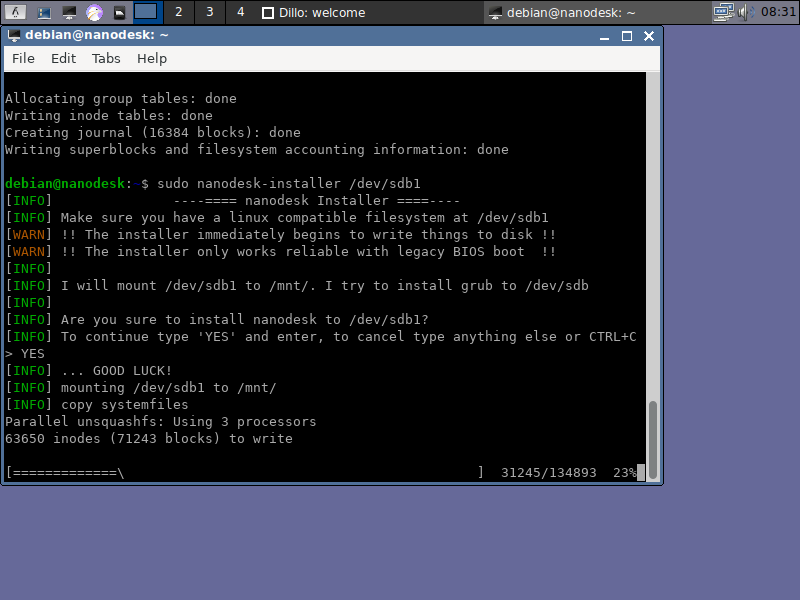 2 3 4 Dillo: welcome debian@nanodesk: ~ 08:31
debian@nanodesk: ~
File Edit Tabs Help
Allocating group tables: done
Writing inode tables: done
Creating journal (16384 blocks): done
Writing superblocks and filesystem accounting information: done
debian@nanodesk:~$ sudo nanodesk-installer /dev/sdb1
[INFO] ----==== nanodesk Installer ====----
[INFO] Make sure you have a linux compatible filesystem at /dev/sdb1
[WARN] !! The installer immediately begins to write things to disk !!
[WARN] !! The installer only works reliable with legacy BIOS boot  !!
[INFO]
[INFO] I will mount /dev/sdb1 to /mnt/. I try to install grub to /dev/sdb
[INFO]
[INFO] Are you sure to install nanodesk to /dev/sdb1?
[INFO] To continue type 'YES' and enter, to cancel type anything else or CTRL+C
> YES
[INFO] ... GOOD LUCK!
[INFO] mounting /dev/sdb1 to /mnt/
[INFO] copy systemfiles
Parallel unsquashfs: Using 3 processors
63650 inodes (71243 blocks) to write
[=============\ ] 31245/134893 23%